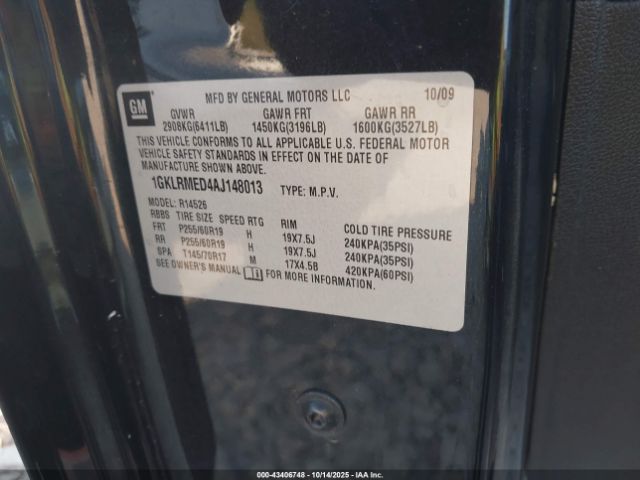 GM
MFD BY GENERAL MOTORS LLC 10/09
GVWR GAWR FRT GAWR RR
2908KG(6411LB) 1450KG(3196LB) 1600KG(3527LB)
THIS VEHICLE CONFORMS TO ALL APPLICABLE U.S. FEDERAL MOTOR
VEHICLE SAFETY STANDARDS IN EFFECT ON THE DATE OF
MANUFACTURE SHOWN ABOVE.
1GKLRMED4AJ148013 TYPE: M.P.V.
MODEL: R14526
RBBS TIRE SIZE SPEED RTG RIM COLD TIRE PRESSURE
FRT P255/60R19 H 19X7.5J 240KPA(35PSI)
RR P255/60R19 H 19X7.5J 240KPA(35PSI)
SPA T145/70R17 M 17X4.5B 420KPA(60PSI)
SEE OWNER'S MANUAL FOR MORE INFORMATION.
000-43406748 - 10/14/2025 - IAA, Inc.